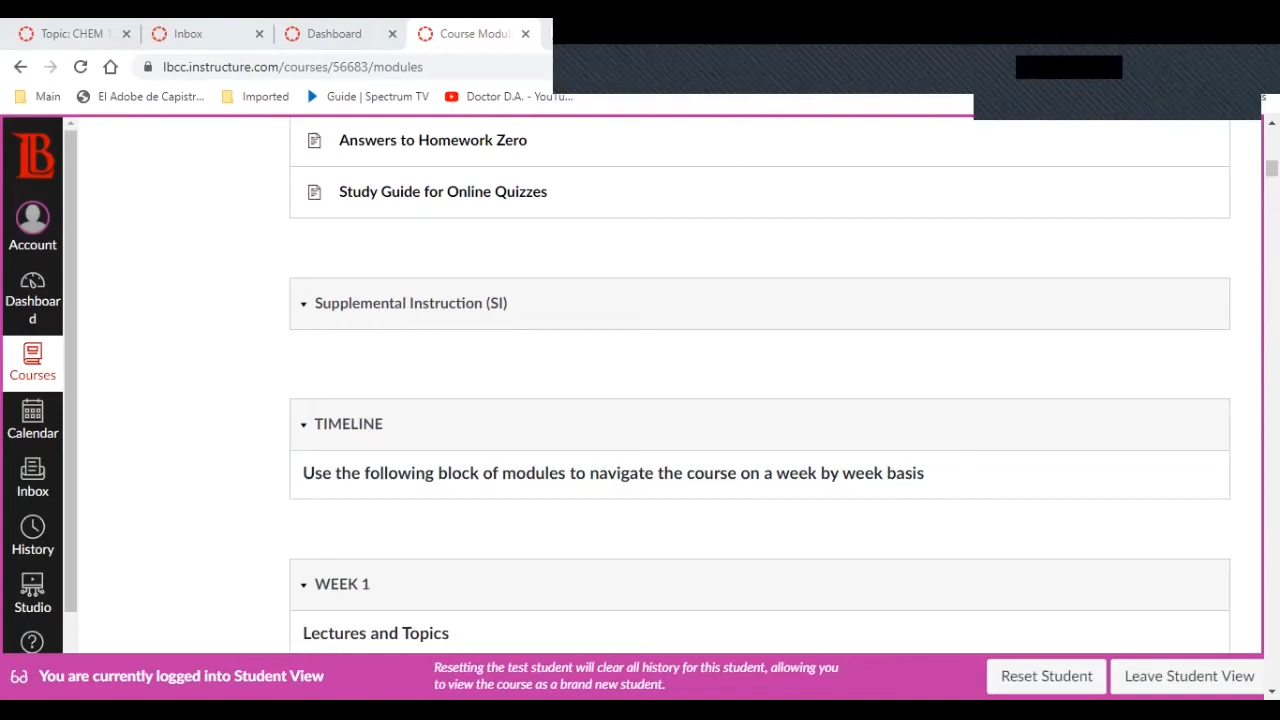 Topic: CHEM 1
Inbox
Dashboard
Course Modul
lbcc.instructure.com/courses/56683/modules
Main
El Adobe de Capistr...
Imported
Guide | Spectrum TV
Doctor D.A. - YouTu...
s
LB
Account
Dashboar
d
Courses
Calendar
Inbox
History
Studio
Answers to Homework Zero
Study Guide for Online Quizzes
Supplemental Instruction (SI)
TIMELINE
Use the following block of modules to navigate the course on a week by week basis
WEEK 1
Lectures and Topics
You are currently logged into Student View
Resetting the test student will clear all history for this student, allowing you
to view the course as a brand new student.
Reset Student
Leave Student View